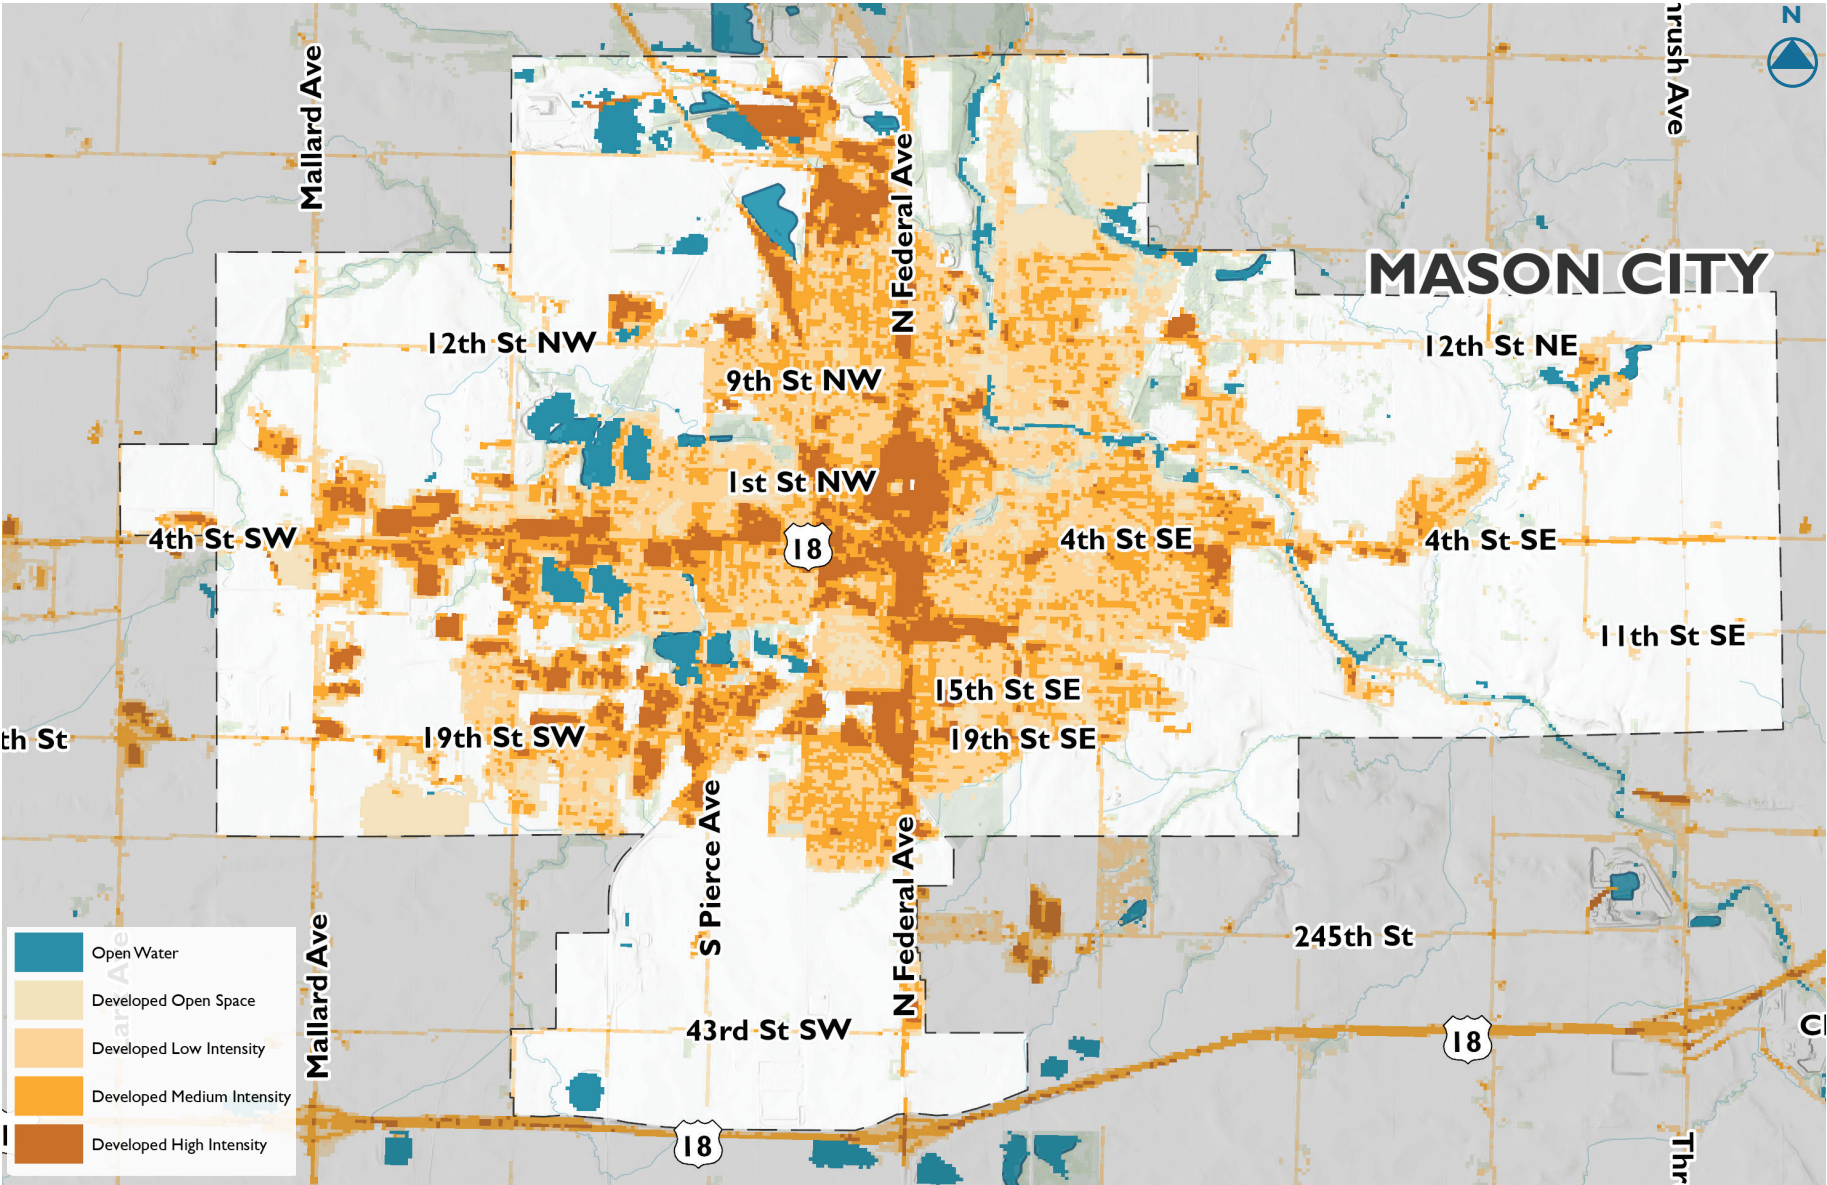 N
Mallard Ave
N Federal Ave
MASON CITY
12th St NW
12th St NE
9th St NW
1st St NW
4th St SW
18
4th St SE
4th St SE
11th St SE
15th St SE
19th St SW
19th St SE
th St
S Pierce Ave
N Federal Ave
Mallard Ave
245th St
43rd St SW
18
18
Open Water
Developed Open Space
Developed Low Intensity
Developed Medium Intensity
Developed High Intensity
hrush Ave
Thr